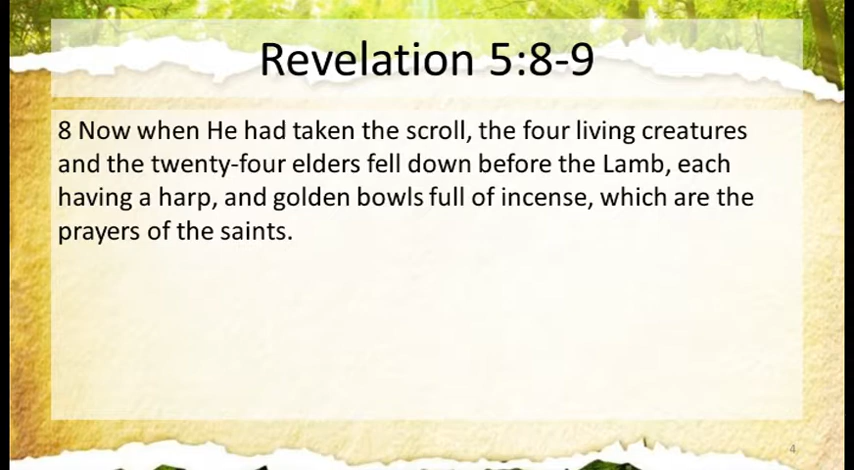 Revelation 5:8-9
8 Now when He had taken the scroll, the four living creatures
and the twenty-four elders fell down before the Lamb, each
having a harp, and golden bowls full of incense, which are the
prayers of the saints.
4